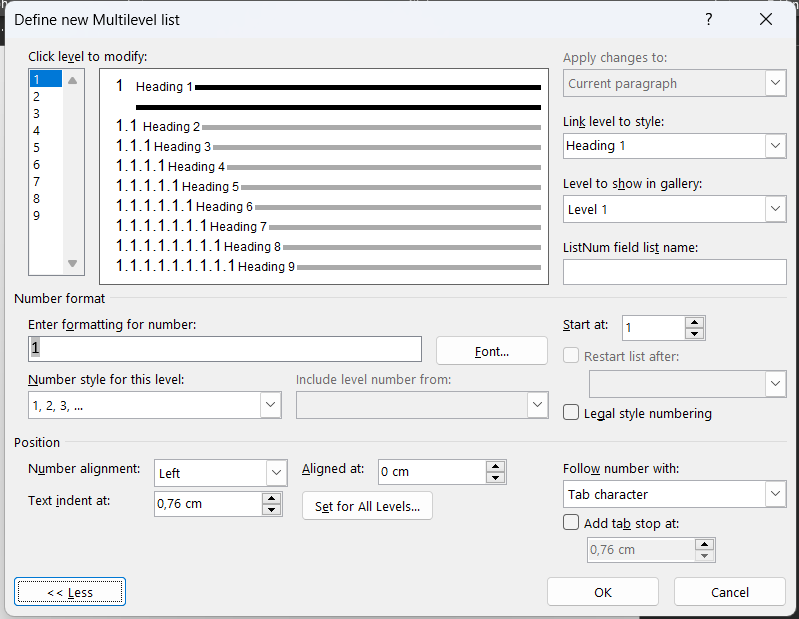 Define new Multilevel list ?
Click level to modify:
1
2
3
4
5
6
7
8
9
1 Heading 1
1.1 Heading 2
1.1.1 Heading 3
1.1.1.1 Heading 4
1.1.1.1.1 Heading 5
1.1.1.1.1.1 Heading 6
1.1.1.1.1.1.1 Heading 7
1.1.1.1.1.1.1.1 Heading 8
1.1.1.1.1.1.1.1.1 Heading 9
Apply changes to:
Current paragraph
Link level to style:
Heading 1
Level to show in gallery:
Level 1
ListNum field list name:
Number format
Enter formatting for number:
1
Font...
Number style for this level:
1, 2, 3, ...
Include level number from:
Start at:
1
Restart list after:
Legal style numbering
Position
Number alignment:
Left
Aligned at:
0 cm
Text indent at:
0,76 cm
Set for All Levels...
Follow number with:
Tab character
Add tab stop at:
0,76 cm
<< Less
OK
Cancel